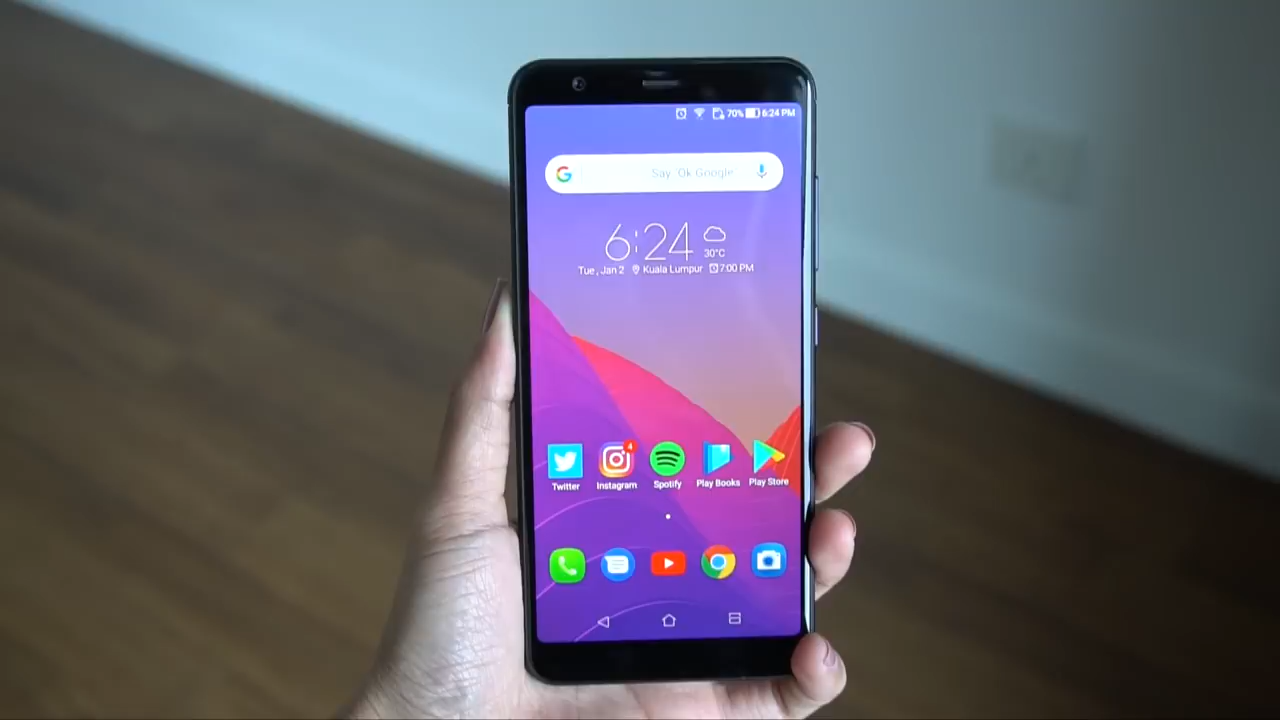 70% 6:24 PM
Say "Ok Google"
6:24
30°C
Tue, Jan 2 Kuala Lumpur 7:00 PM
4
Twitter Instagram Spotify Play Books Play Store